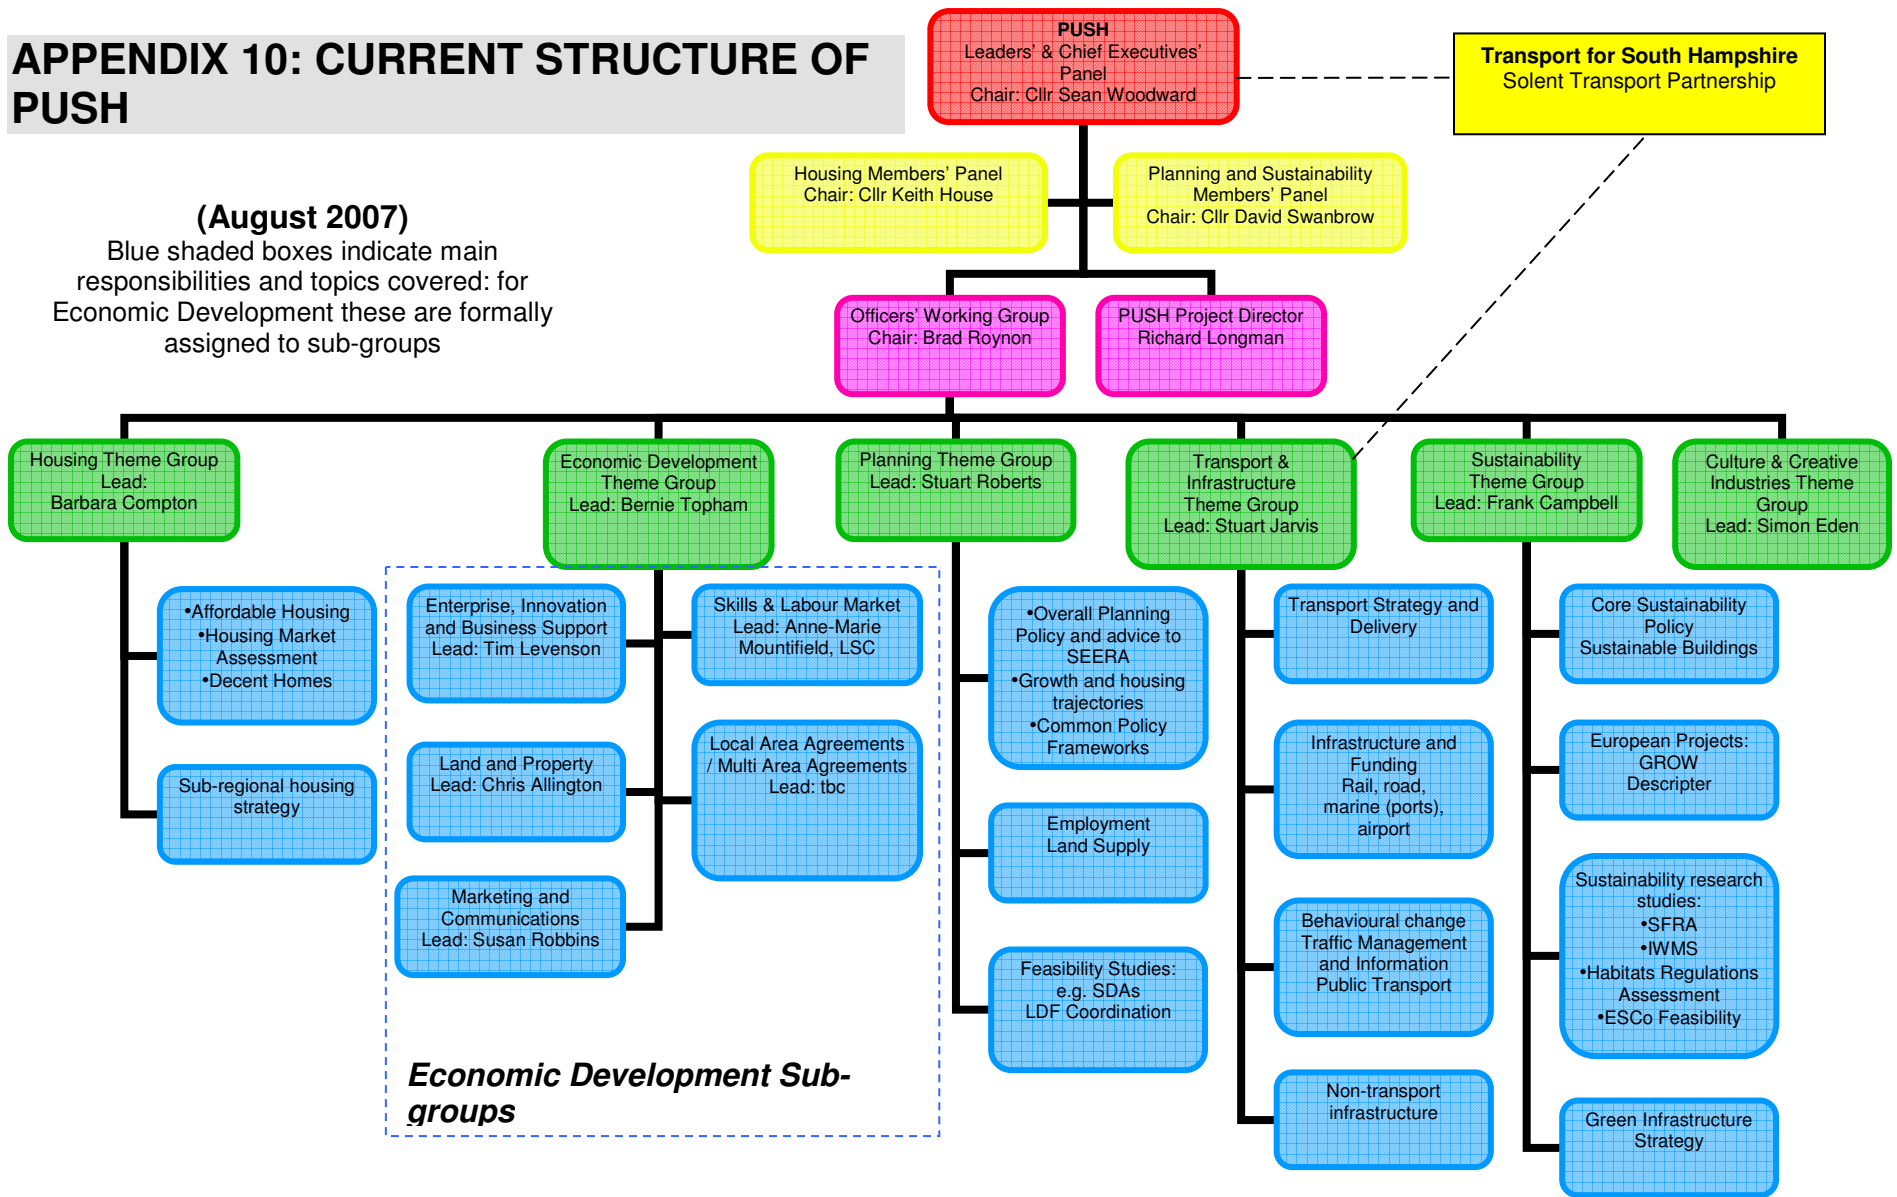 APPENDIX 10: CURRENT STRUCTURE OF
PUSH
PUSH
Leaders' & Chief Executives'
Panel
Chair: Cllr Sean Woodward
Transport for South Hampshire
Solent Transport Partnership
(August 2007)
Blue shaded boxes indicate main
responsibilities and topics covered: for
Economic Development these are formally
assigned to sub-groups
Housing Members' Panel
Chair: Cllr Keith House
Planning and Sustainability
Members' Panel
Chair: Cllr David Swanbrow
Officers' Working Group
Chair: Brad Roynon
PUSH Project Director
Richard Longman
Housing Theme Group
Lead:
Barbara Compton
Economic Development
Theme Group
Lead: Bernie Topham
Planning Theme Group
Lead: Stuart Roberts
Transport &
Infrastructure
Theme Group
Lead: Stuart Jarvis
Sustainability
Theme Group
Lead: Frank Campbell
Culture & Creative
Industries Theme
Group
Lead: Simon Eden
•Affordable Housing
•Housing Market
Assessment
•Decent Homes
Sub-regional housing
strategy
Enterprise, Innovation
and Business Support
Lead: Tim Levenson
Skills & Labour Market
Lead: Anne-Marie
Mountifield, LSC
Land and Property
Lead: Chris Allington
Local Area Agreements
/ Multi Area Agreements
Lead: tbc
Marketing and
Communications
Lead: Susan Robbins
Economic Development Sub-
groups
•Overall Planning
Policy and advice to
SEERA
•Growth and housing
trajectories
•Common Policy
Frameworks
Employment
Land Supply
Feasibility Studies:
e.g. SDAs
LDF Coordination
Transport Strategy and
Delivery
Infrastructure and
Funding
Rail, road,
marine (ports),
airport
Behavioural change
Traffic Management
and Information
Public Transport
Non-transport
infrastructure
Core Sustainability
Policy
Sustainable Buildings
European Projects:
GROW
Descripter
Sustainability research
studies:
•SFRA
•IWMS
•Habitats Regulations
Assessment
•ESCo Feasibility
Green Infrastructure
Strategy